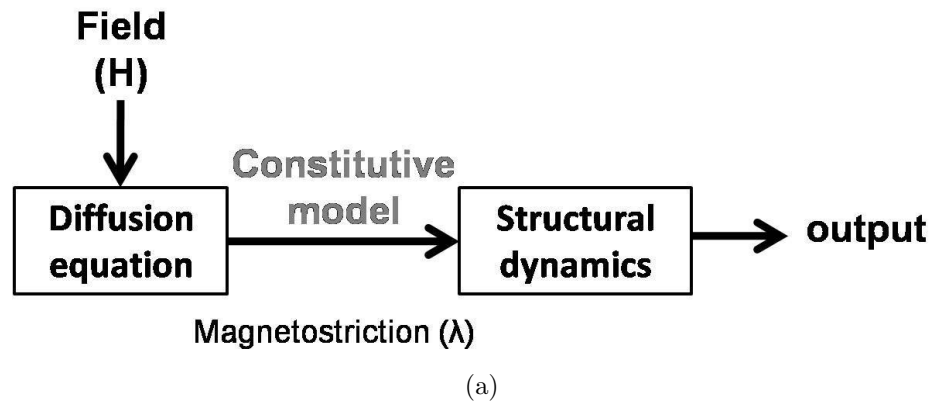 Field
(H)
Constitutive
model
Diffusion
equation
Structural
dynamics
output
Magnetostriction (λ)
(a)